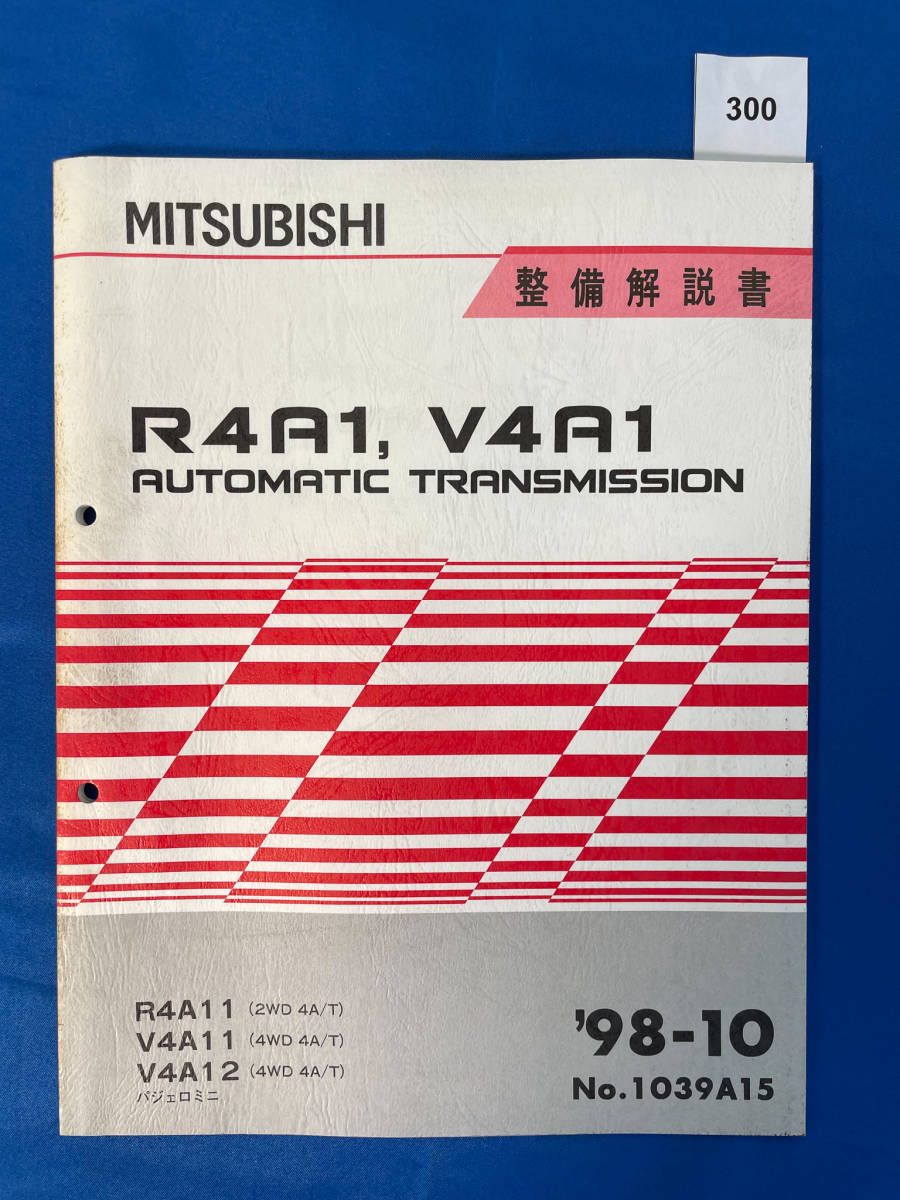 300
MITSUBISHI
整備解説書
R4A1, V4A1
AUTOMATIC TRANSMISSION
R4A11 (2WD 4A/T)
V4A11 (4WD 4A/T)
V4A12 (4WD 4A/T)
パジェロミニ
'98-10
No.1039A15